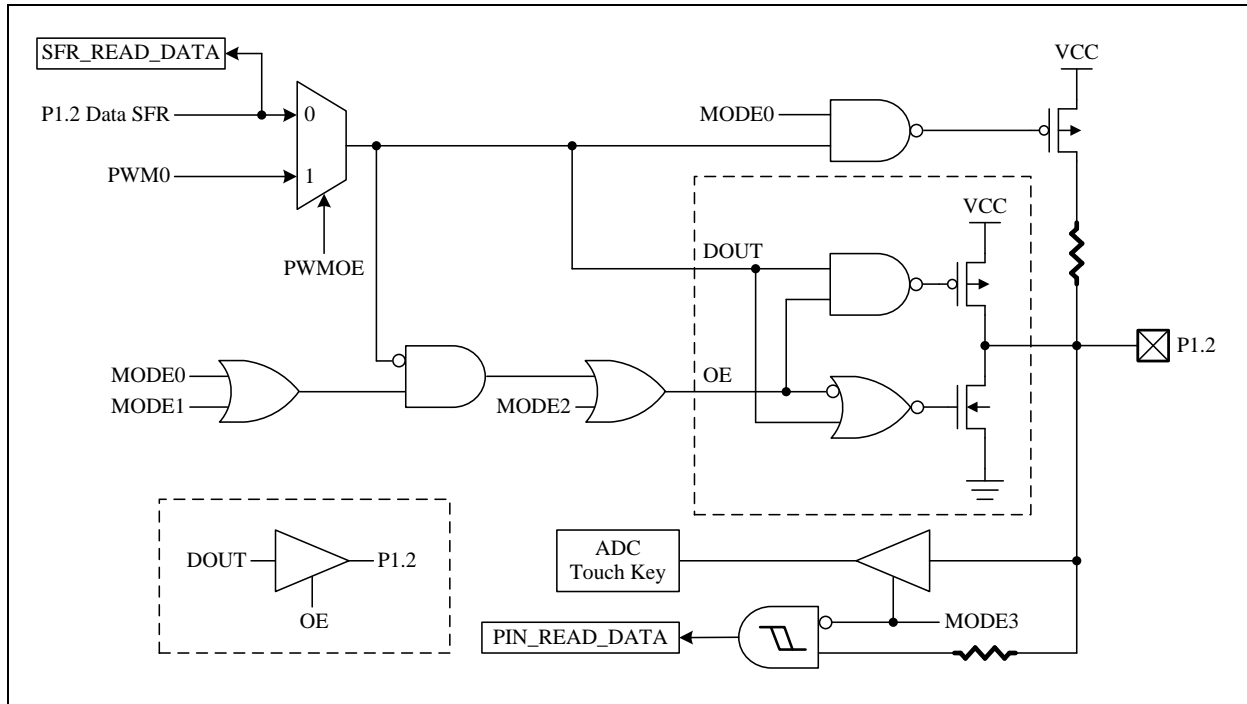 SFR_READ_DATA
VCC
P1.2 Data SFR
0
MODE0
PWM0
1
VCC
PWMOE
DOUT
P1.2
MODE0
MODE1
MODE2
OE
DOUT
P1.2
OE
ADC
Touch Key
MODE3
PIN_READ_DATA